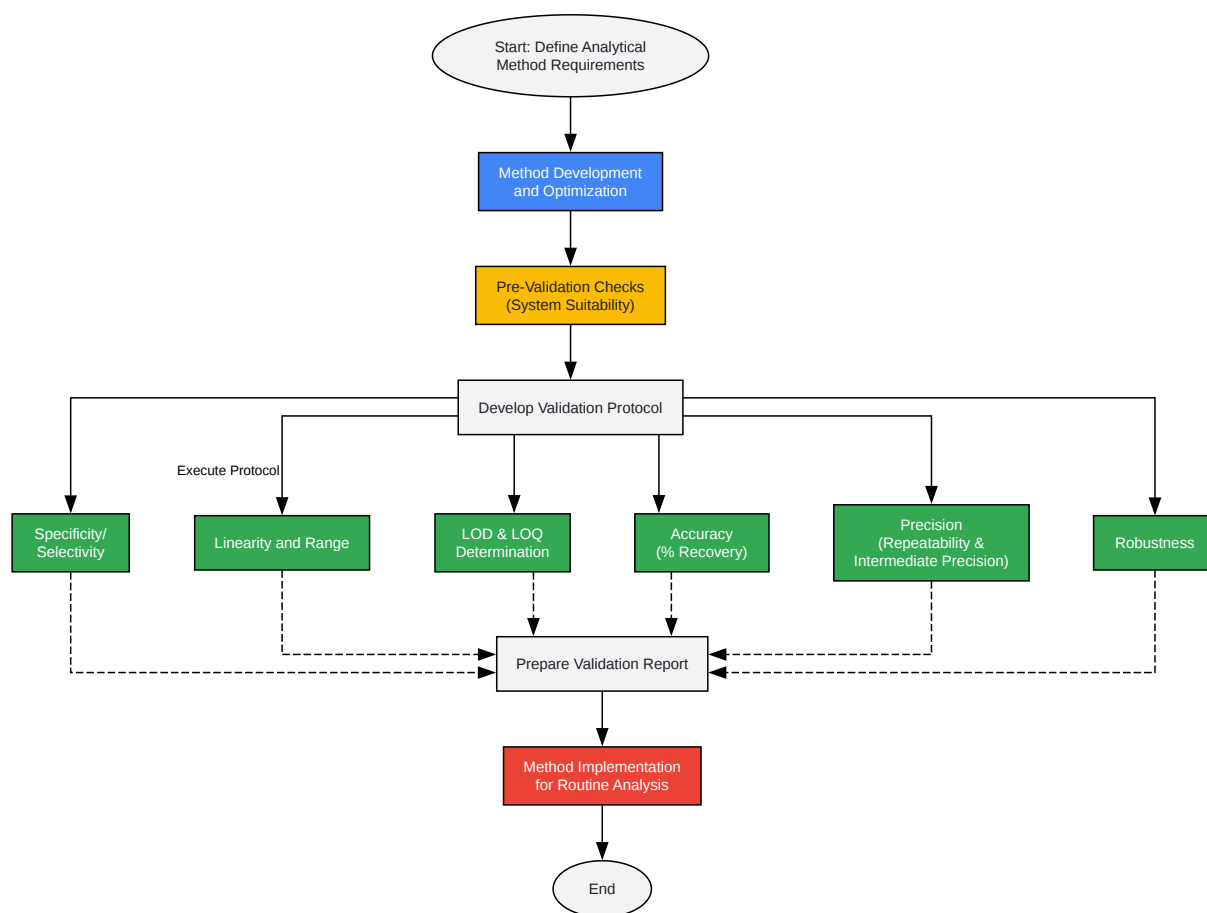 Start: Define Analytical
Method Requirements
Method Development
and Optimization
Pre-Validation Checks
(System Suitability)
Develop Validation Protocol
Execute Protocol
Specificity/
Selectivity
Linearity and Range
LOD & LOQ
Determination
Accuracy
(% Recovery)
Precision
(Repeatability &
Intermediate Precision)
Robustness
Prepare Validation Report
Method Implementation
for Routine Analysis
End